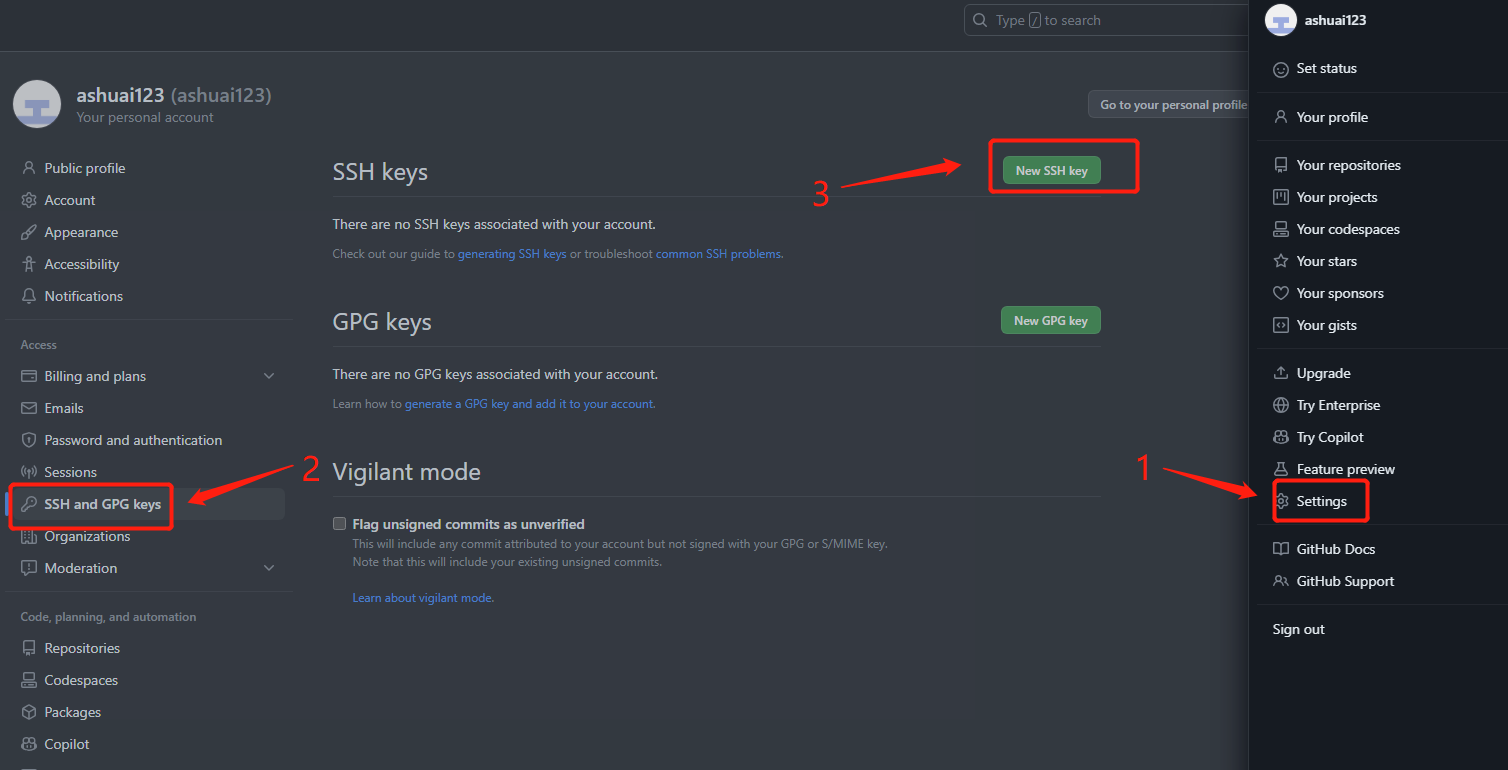 Type / to search
ashuai123 (ashuai123)
Your personal account
Go to your personal profile
Public profile
Account
Appearance
Accessibility
Notifications
Access
Billing and plans
Emails
Password and authentication
Sessions
SSH and GPG keys
Organizations
Moderation
Code, planning, and automation
Repositories
Codespaces
Packages
Copilot
2
SSH keys
3
New SSH key
There are no SSH keys associated with your account.
Check out our guide to generating SSH keys or troubleshoot common SSH problems.
GPG keys
New GPG key
There are no GPG keys associated with your account.
Learn how to generate a GPG key and add it to your account.
Vigilant mode
Flag unsigned commits as unverified
This will include any commit attributed to your account but not signed with your GPG or S/MIME key.
Note that this will include your existing unsigned commits.
Learn about vigilant mode.
1
ashuai123
Set status
Your profile
Your repositories
Your projects
Your codespaces
Your stars
Your sponsors
Your gists
Upgrade
Try Enterprise
Try Copilot
Feature preview
Settings
GitHub Docs
GitHub Support
Sign out